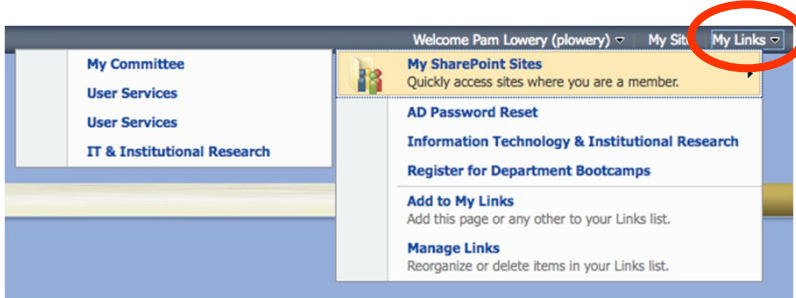 Welcome Pam Lowery (plowery) My Sit My Links
My Committee
User Services
User Services
IT & Institutional Research
My SharePoint Sites
Quickly access sites where you are a member.
AD Password Reset
Information Technology & Institutional Research
Register for Department Bootcamps
Add to My Links
Add this page or any other to your Links list.
Manage Links
Reorganize or delete items in your Links list.